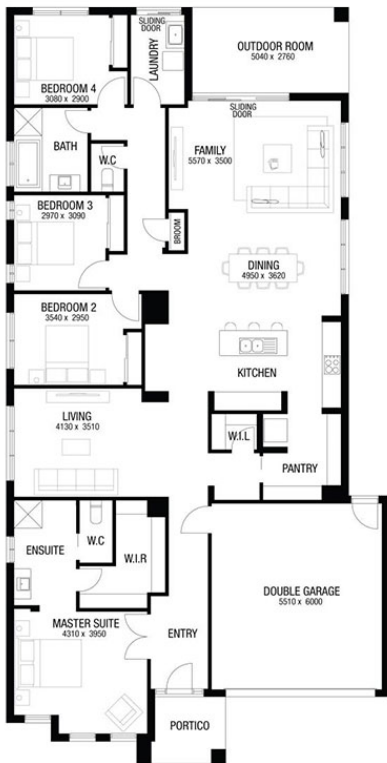 SLIDING
DOOR
LAUNDRY
OUTDOOR ROOM
5040 x 2760
BEDROOM 4
3080 x 2900
SLIDING
DOOR
BATH
W.C
FAMILY
5570 x 3500
BEDROOM 3
2970 x 3090
BROOM
DINING
4950 x 3620
BEDROOM 2
3540 x 2950
KITCHEN
LIVING
4130 x 3510
W.I.L
PANTRY
ENSUITE
W.C
W.I.R
DOUBLE GARAGE
5510 x 6000
MASTER SUITE
4310 x 3950
ENTRY
PORTICO